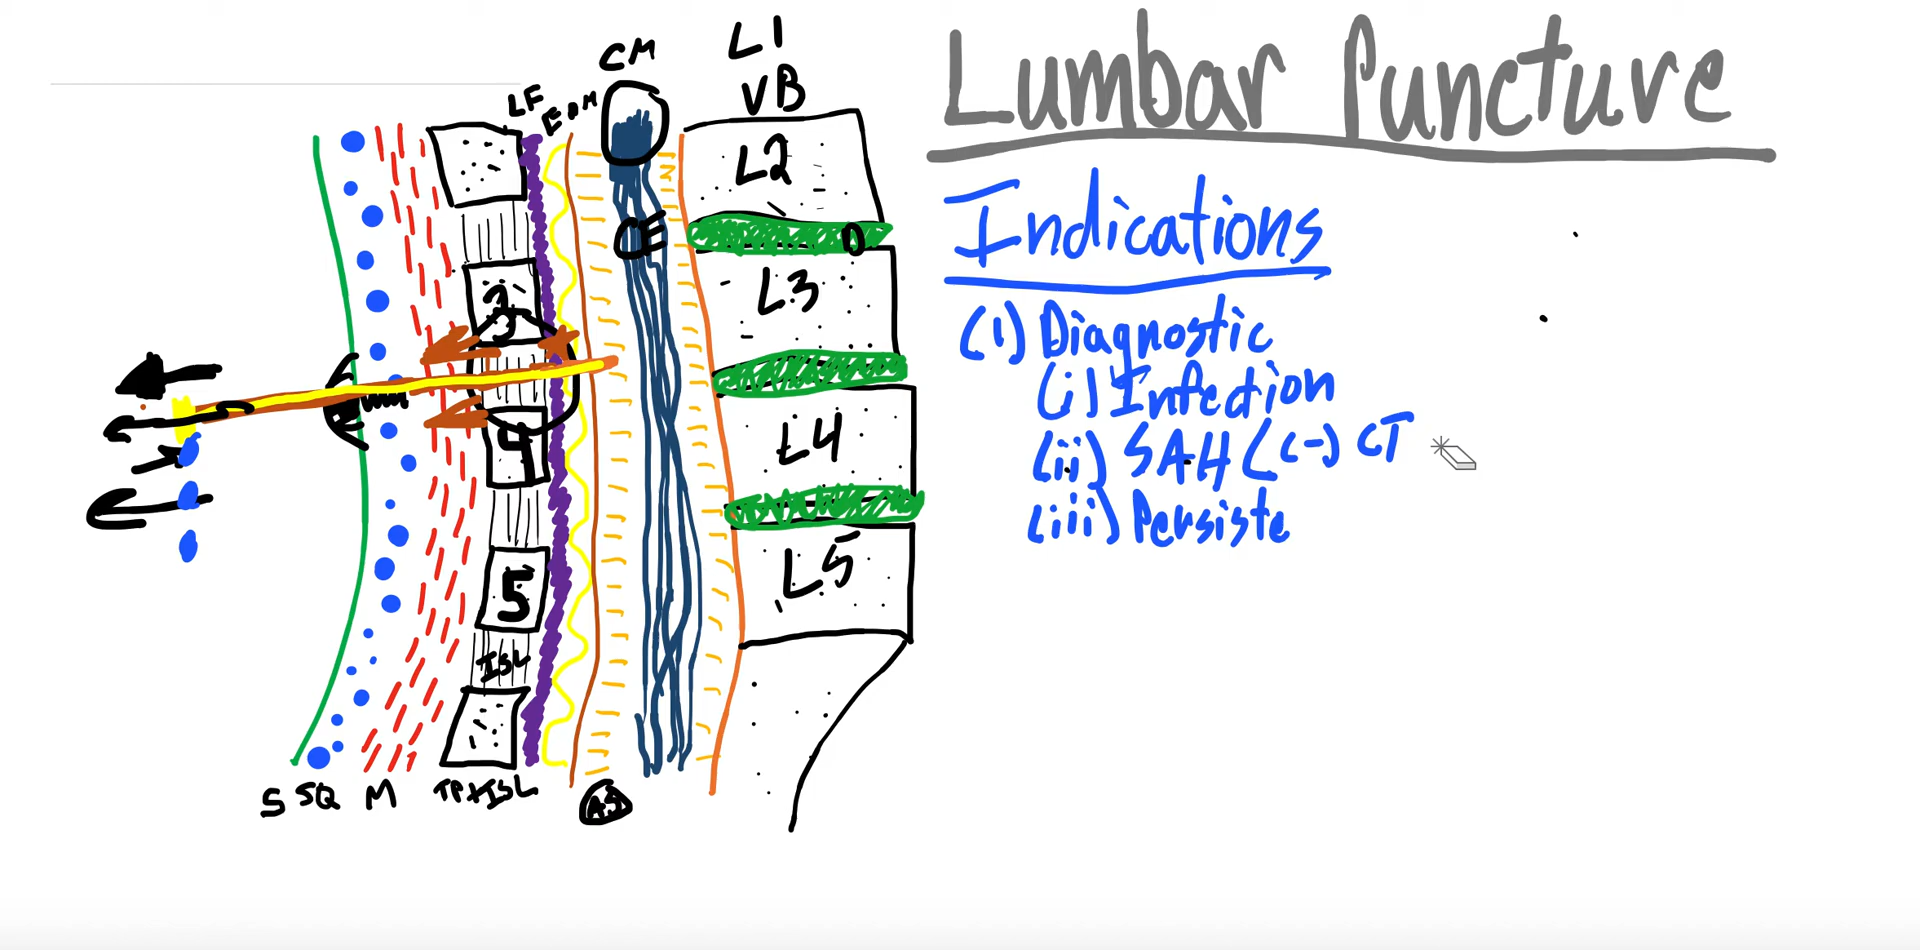 Lumbar Puncture
Indications
(1) Diagnostic
(i) Infection
(ii) SAH ((-) CT
(iii) Persiste
CM
L1
VB
LF
L2
CE
D
L3
3
L4
4
L5
5
ISL
S SQ M TP+ISL AS